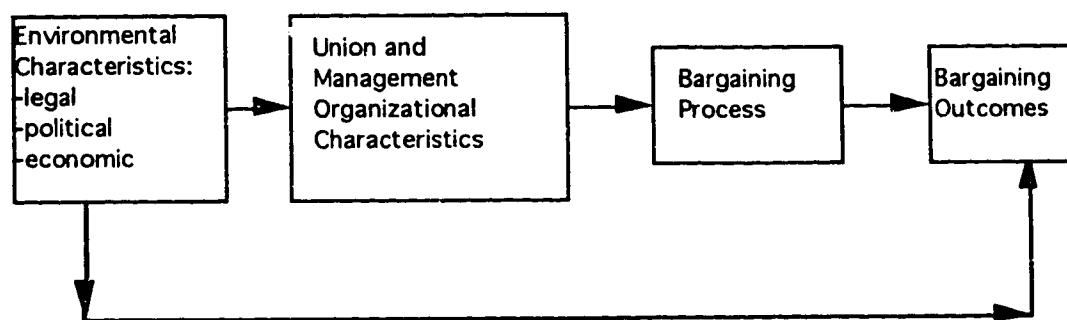 Environmental
Characteristics:
-legal
-political
-economic
Union and
Management
Organizational
Characteristics
Bargaining
Process
Bargaining
Outcomes